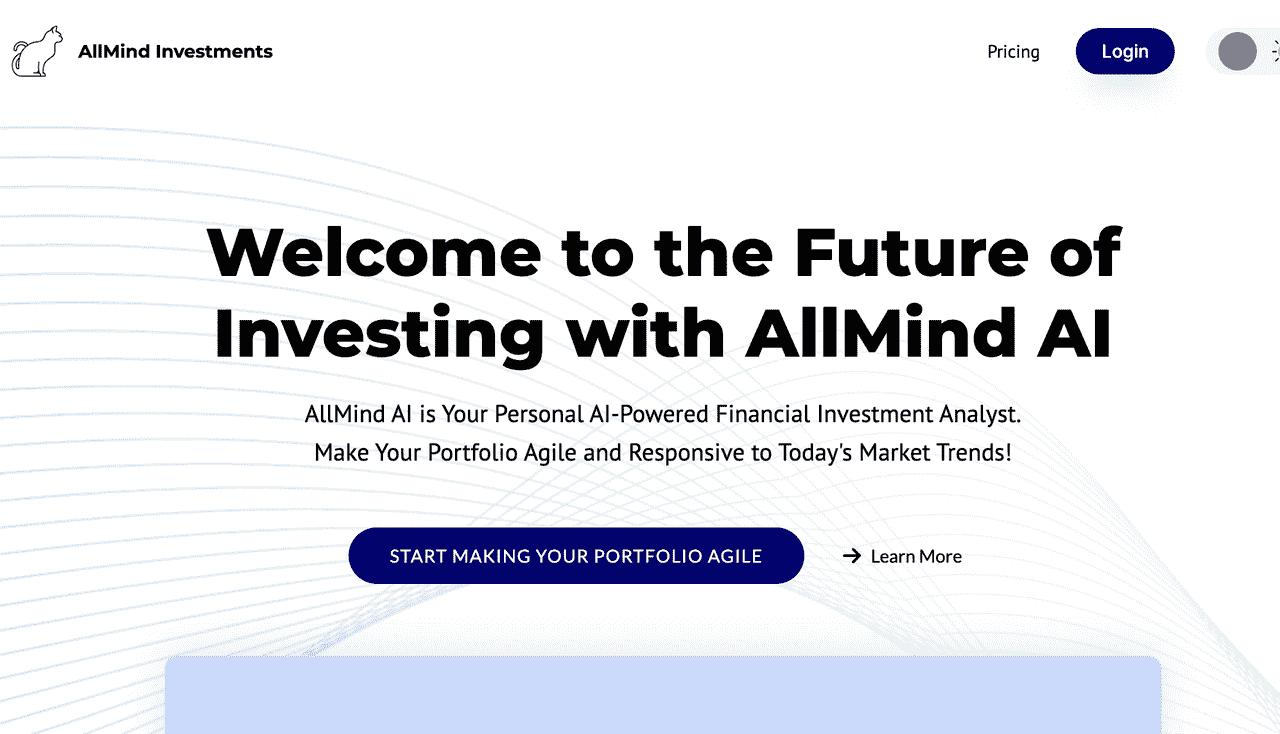 AllMind Investments
Pricing
Login
Welcome to the Future of
Investing with AllMind AI
AllMind AI is Your Personal AI-Powered Financial Investment Analyst.
Make Your Portfolio Agile and Responsive to Today's Market Trends!
START MAKING YOUR PORTFOLIO AGILE
Learn More